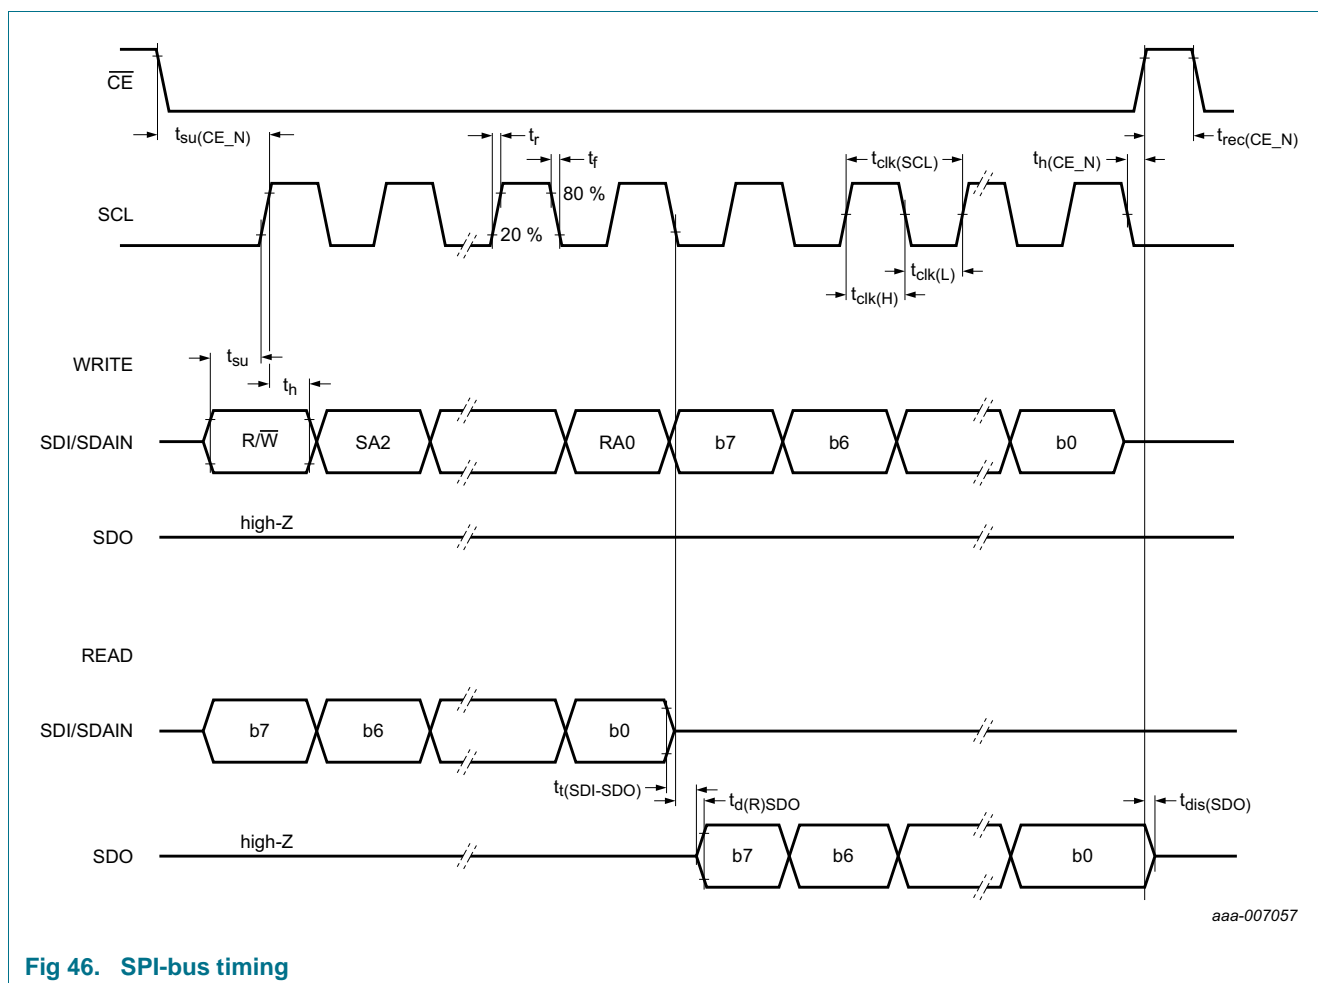 C̅E̅
tsu(CE_N)
tr
tf
tclk(SCL)
th(CE_N)
trec(CE_N)
SCL
80 %
20 %
tclk(L)
tclk(H)
WRITE
tsu
th
SDI/SDAIN R/W̅ SA2 RA0 b7 b6 b0
SDO high-Z
READ
SDI/SDAIN b7 b6 b0
tt(SDI-SDO) td(R)SDO tdis(SDO)
SDO high-Z b7 b6 b0
aaa-007057
Fig 46. SPI-bus timing